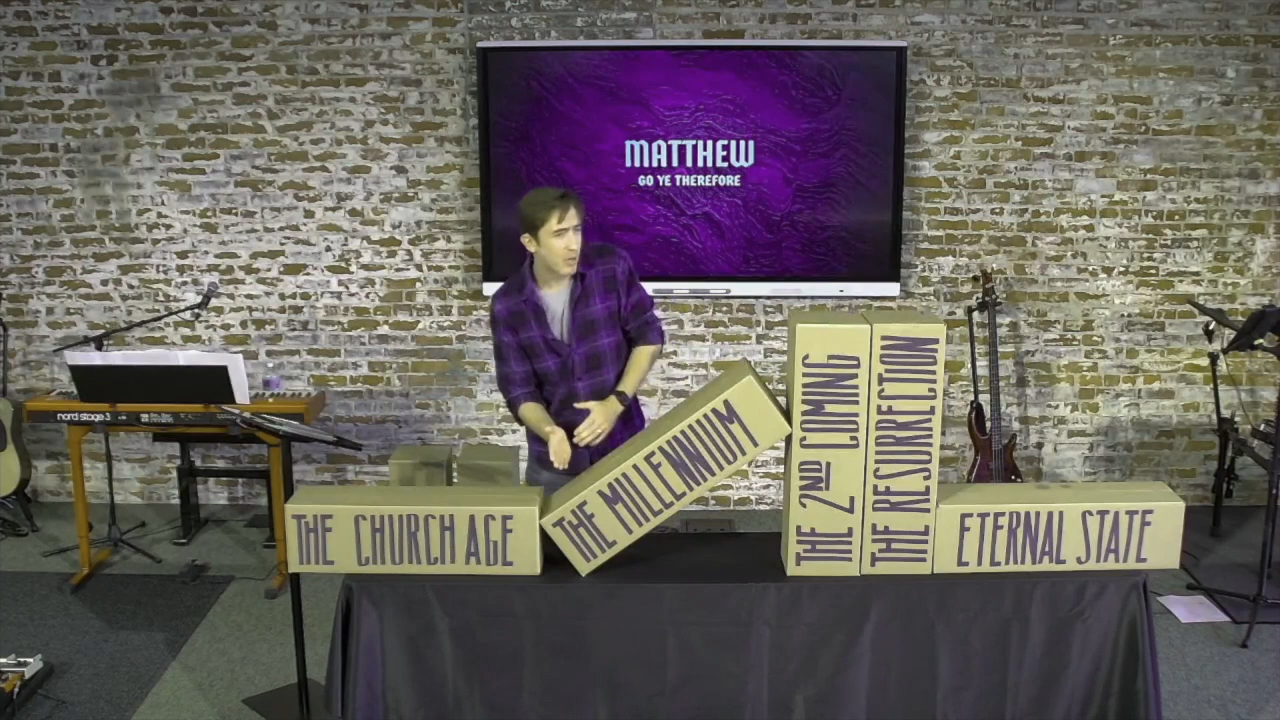 MATTHEW
GO YE THEREFORE
nord stage 3
THE CHURCH AGE
THE MILLENNIUM
THE 2ND COMING
THE RESURRECTION
ETERNAL STATE